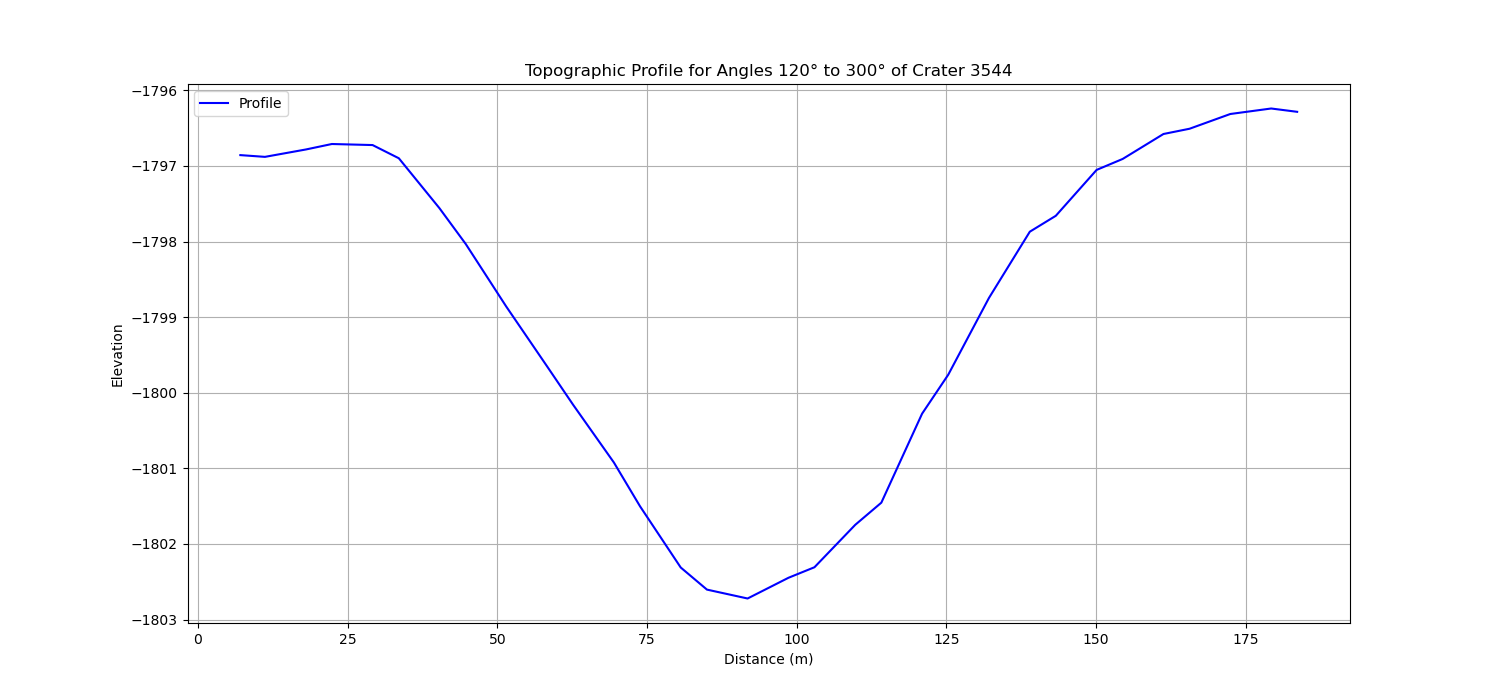 Topographic Profile for Angles 120° to 300° of Crater 3544
Profile
Elevation
−1796
−1797
−1798
−1799
−1800
−1801
−1802
−1803
0 25 50 75 100 125 150 175
Distance (m)